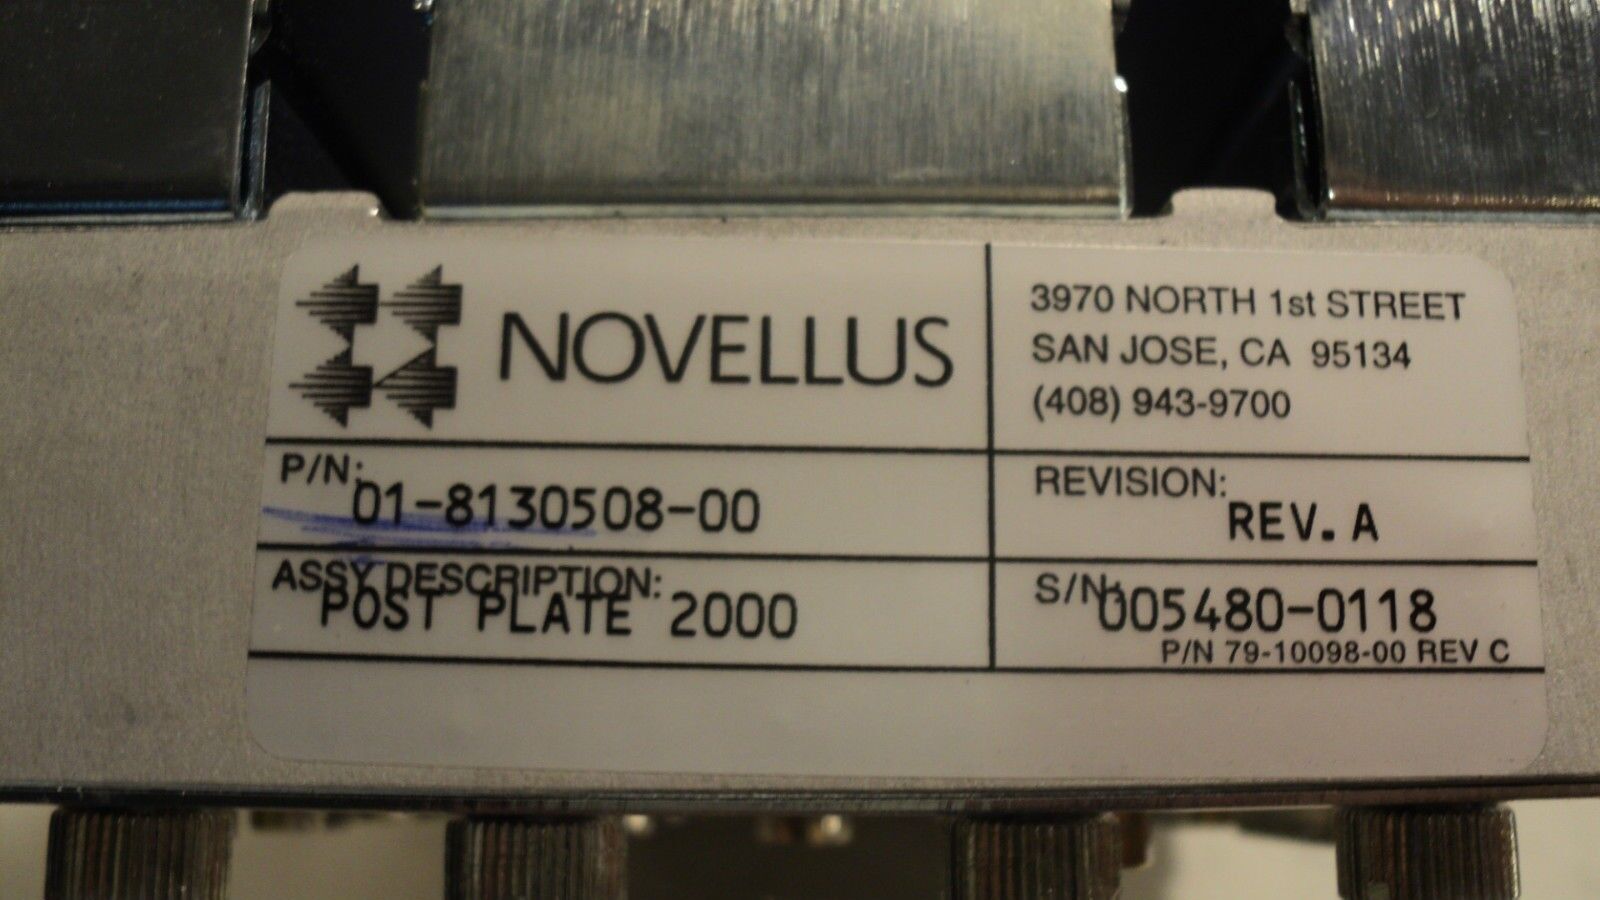 NOVELLUS
3970 NORTH 1st STREET
SAN JOSE, CA 95134
(408) 943-9700
P/N: 01-8130508-00
REVISION: REV. A
ASSY DESCRIPTION:
POST PLATE 2000
S/N: 005480-0118
P/N 79-10098-00 REV C